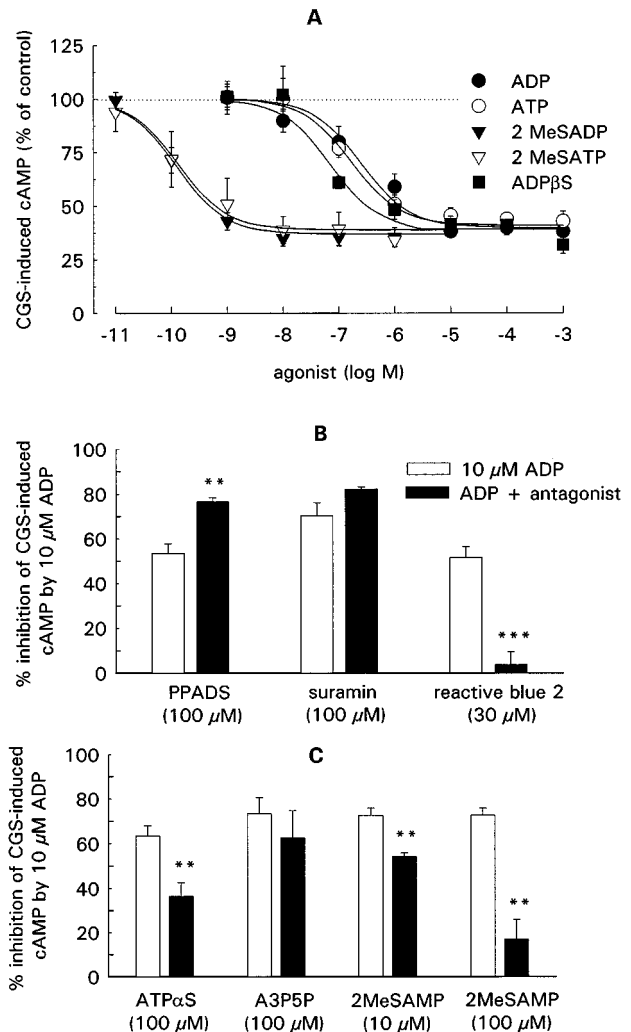 A
CGS-induced cAMP (% of control)
125
100
75
50
25
0
-11 -10 -9 -8 -7 -6 -5 -4 -3
agonist (log M)
ADP
ATP
2 MeSADP
2 MeSATP
ADPβS
B
% inhibition of CGS-induced
cAMP by 10 μM ADP
100
80
60
40
20
0
10 μM ADP
ADP + antagonist
**
***
PPADS suramin reactive blue 2
(100 μM) (100 μM) (30 μM)
C
% inhibition of CGS-induced
cAMP by 10 μM ADP
100
80
60
40
20
0
**
**
**
ATPαS A3P5P 2MeSAMP 2MeSAMP
(100 μM) (100 μM) (10 μM) (100 μM)